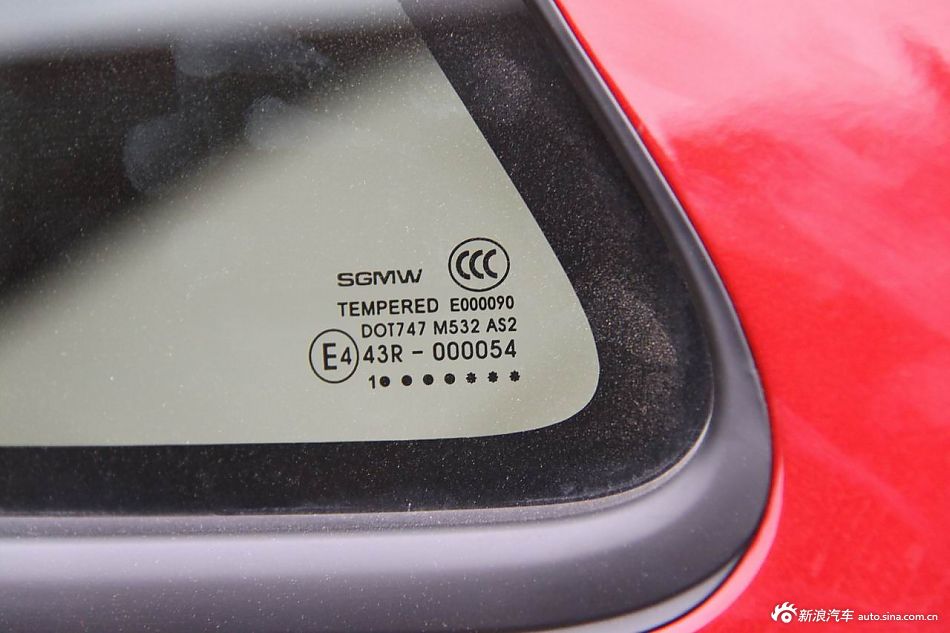 SGMW CCC
TEMPERED E000090
DOT747 M532 AS2
E4 43R - 000054
1●●●●✱✱✱
新浪汽车 auto.sina.com.cn